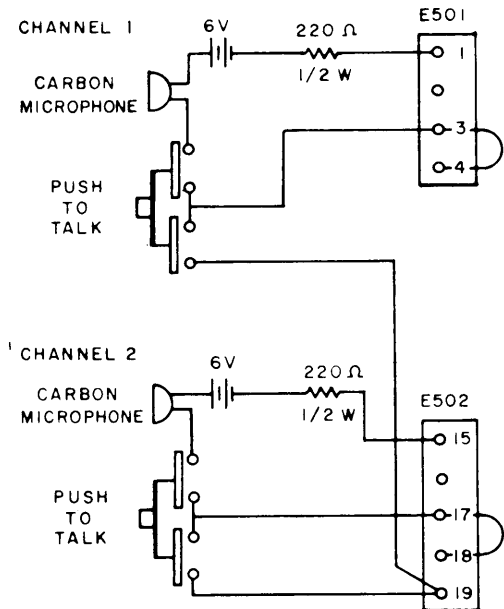 CHANNEL 1
6V
220 Ω
1/2 W
E501
1
3
4
CARBON
MICROPHONE
PUSH
TO
TALK
CHANNEL 2
6V
220 Ω
1/2 W
E502
15
17
18
19
CARBON
MICROPHONE
PUSH
TO
TALK